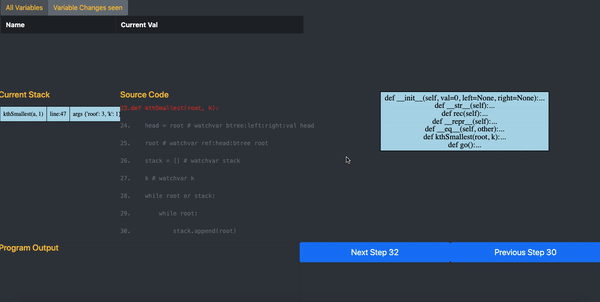 All Variables
Variable Changes seen
Name
Current Val
Current Stack
kthSmallest(a, 1)
line:47
args {'root': 3, 'k': 1
Source Code
23.def kthSmallest(root, k):
24. head = root # watchvar btree:left:right:val head
25. root # watchvar ref:head:btree root
26. stack = [] # watchvar stack
27. k # watchvar k
28. while root or stack:
29. while root:
30. stack.append(root)
def __init__(self, val=0, left=None, right=None):...
def __str__(self):...
def rec(self):...
def __repr__(self):...
def __eq__(self, other):...
def kthSmallest(root, k):...
def go():...
Program Output
Next Step 32
Previous Step 30